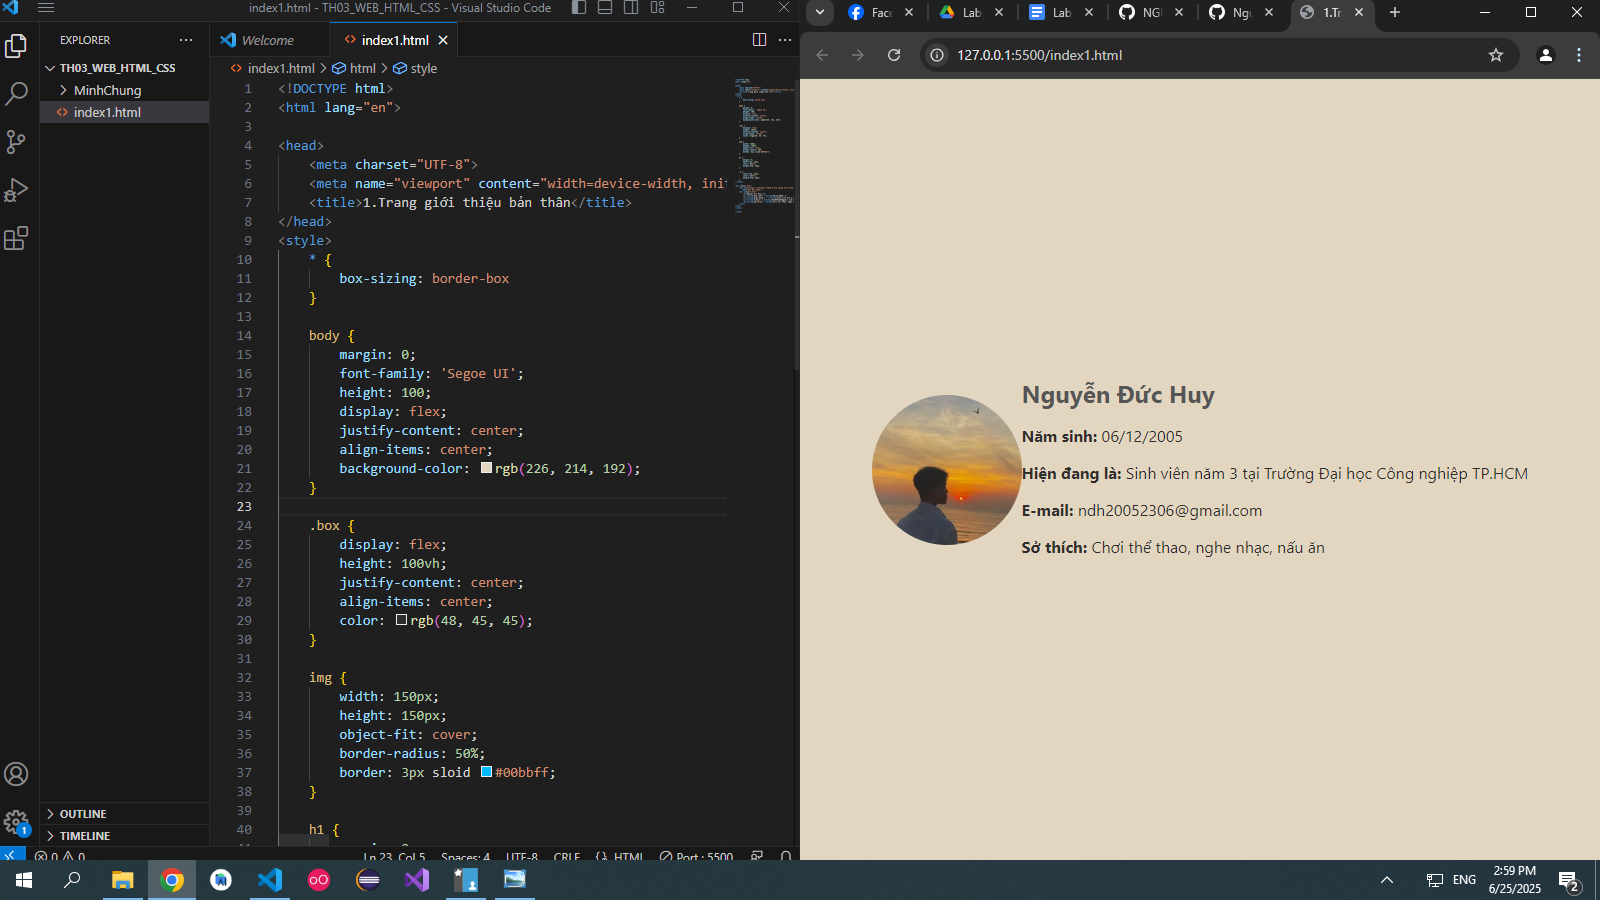 index1.html - TH03_WEB_HTML_CSS - Visual Studio Code
EXPLORER
Welcome
index1.html
TH03_WEB_HTML_CSS
MinhChung
index1.html
index1.html > html > style
1 <!DOCTYPE html>
2 <html lang="en">
3
4 <head>
5 <meta charset="UTF-8">
6 <meta name="viewport" content="width=device-width, init
7 <title>1.Trang giới thiệu bản thân</title>
8 </head>
9 <style>
10 * {
11 box-sizing: border-box
12 }
13
14 body {
15 margin: 0;
16 font-family: 'Segoe UI';
17 height: 100;
18 display: flex;
19 justify-content: center;
20 align-items: center;
21 background-color: rgb(226, 214, 192);
22 }
23
24 .box {
25 display: flex;
26 height: 100vh;
27 justify-content: center;
28 align-items: center;
29 color: rgb(48, 45, 45);
30 }
31
32 img {
33 width: 150px;
34 height: 150px;
35 object-fit: cover;
36 border-radius: 50%;
37 border: 3px sloid #00bbff;
38 }
39
40 h1 {
OUTLINE
TIMELINE
1
0 0
Ln 23, Col 5
Spaces: 4
UTF-8
CRLF
{} HTML
Port : 5500
Face
Lab
Lab
NG
Ngu
1.Tr
127.0.0.1:5500/index1.html
Nguyễn Đức Huy
Năm sinh: 06/12/2005
Hiện đang là: Sinh viên năm 3 tại Trường Đại học Công nghiệp TP.HCM
E-mail: ndh20052306@gmail.com
Sở thích: Chơi thể thao, nghe nhạc, nấu ăn
ENG
2:59 PM
6/25/2025
2